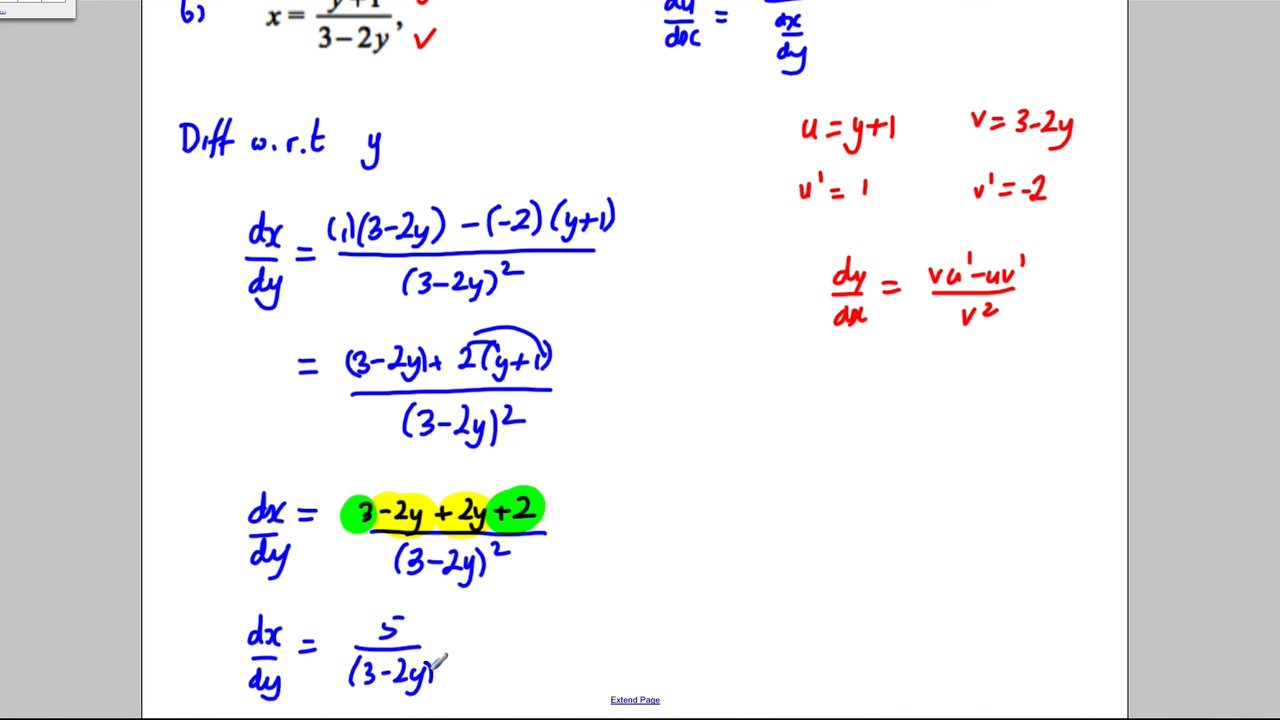 6) x = y+1 / 3−2y, ✓
dy/dx = 1 / dx/dy
Diff w.r.t y
u = y+1 v = 3-2y
u' = 1 v' = -2
dx/dy = (1)(3-2y) - (-2)(y+1) / (3-2y)²
dy/dx = vu' - uv' / v²
= (3-2y) + 2(y+1) / (3-2y)²
dx/dy = 3 -2y + 2y +2 / (3-2y)²
dx/dy = 5 / (3-2y)
Extend Page